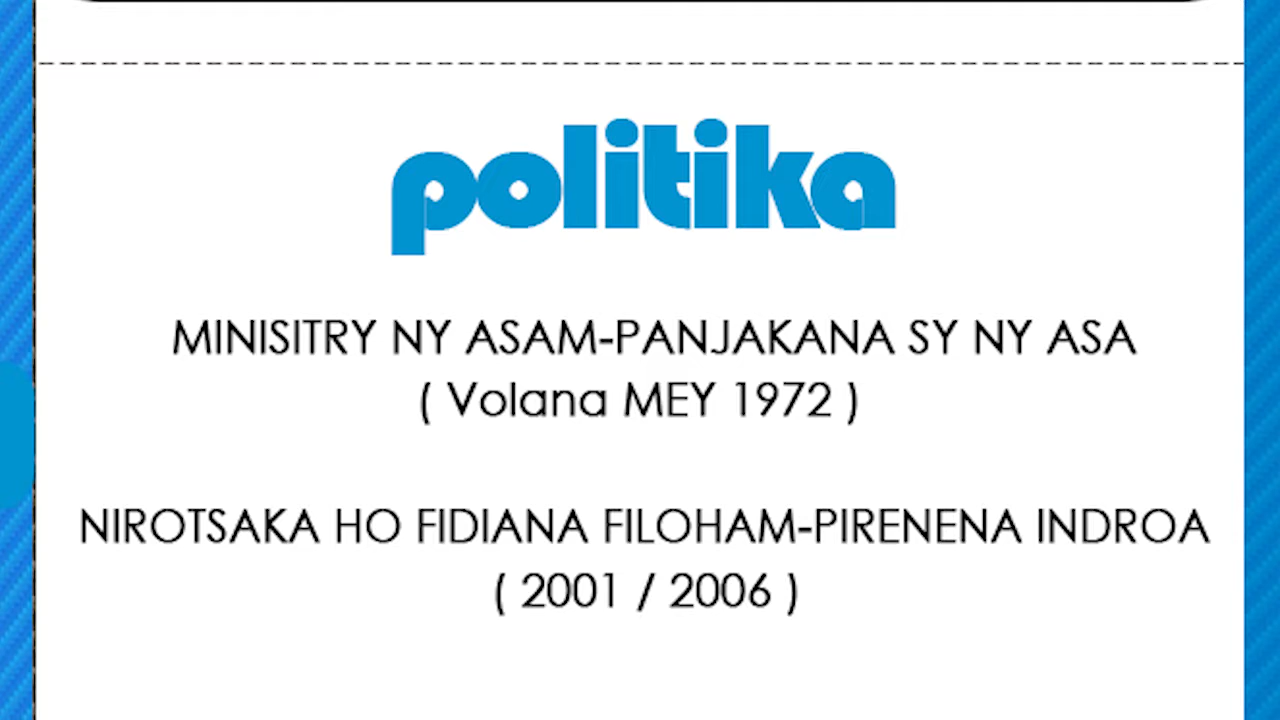 politika
MINISITRY NY ASAM-PANJAKANA SY NY ASA
( Volana MEY 1972 )
NIROTSAKA HO FIDIANA FILOHAM-PIRENENA INDROA
( 2001 / 2006 )